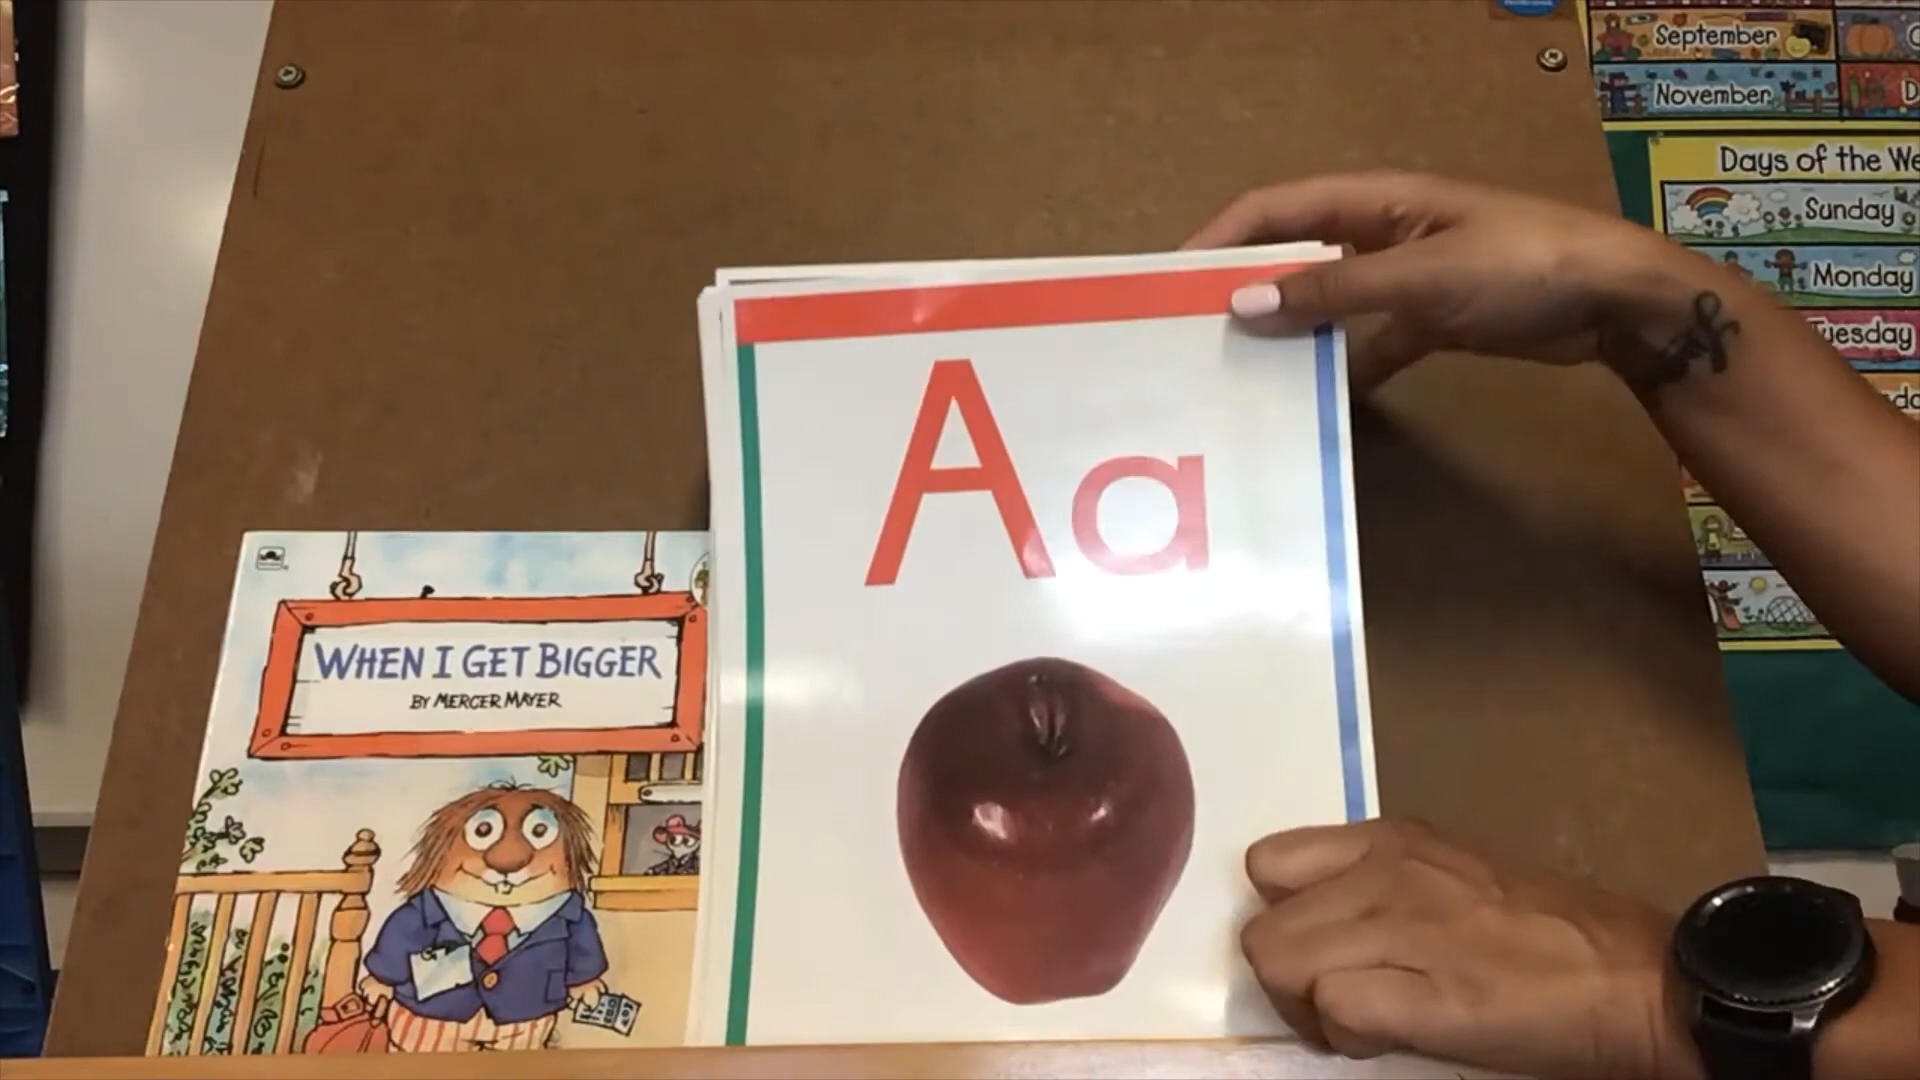 WHEN I GET BIGGER
BY MERCER MAYER
Aa
September
November
Days of the We
Sunday
Monday
Tuesday